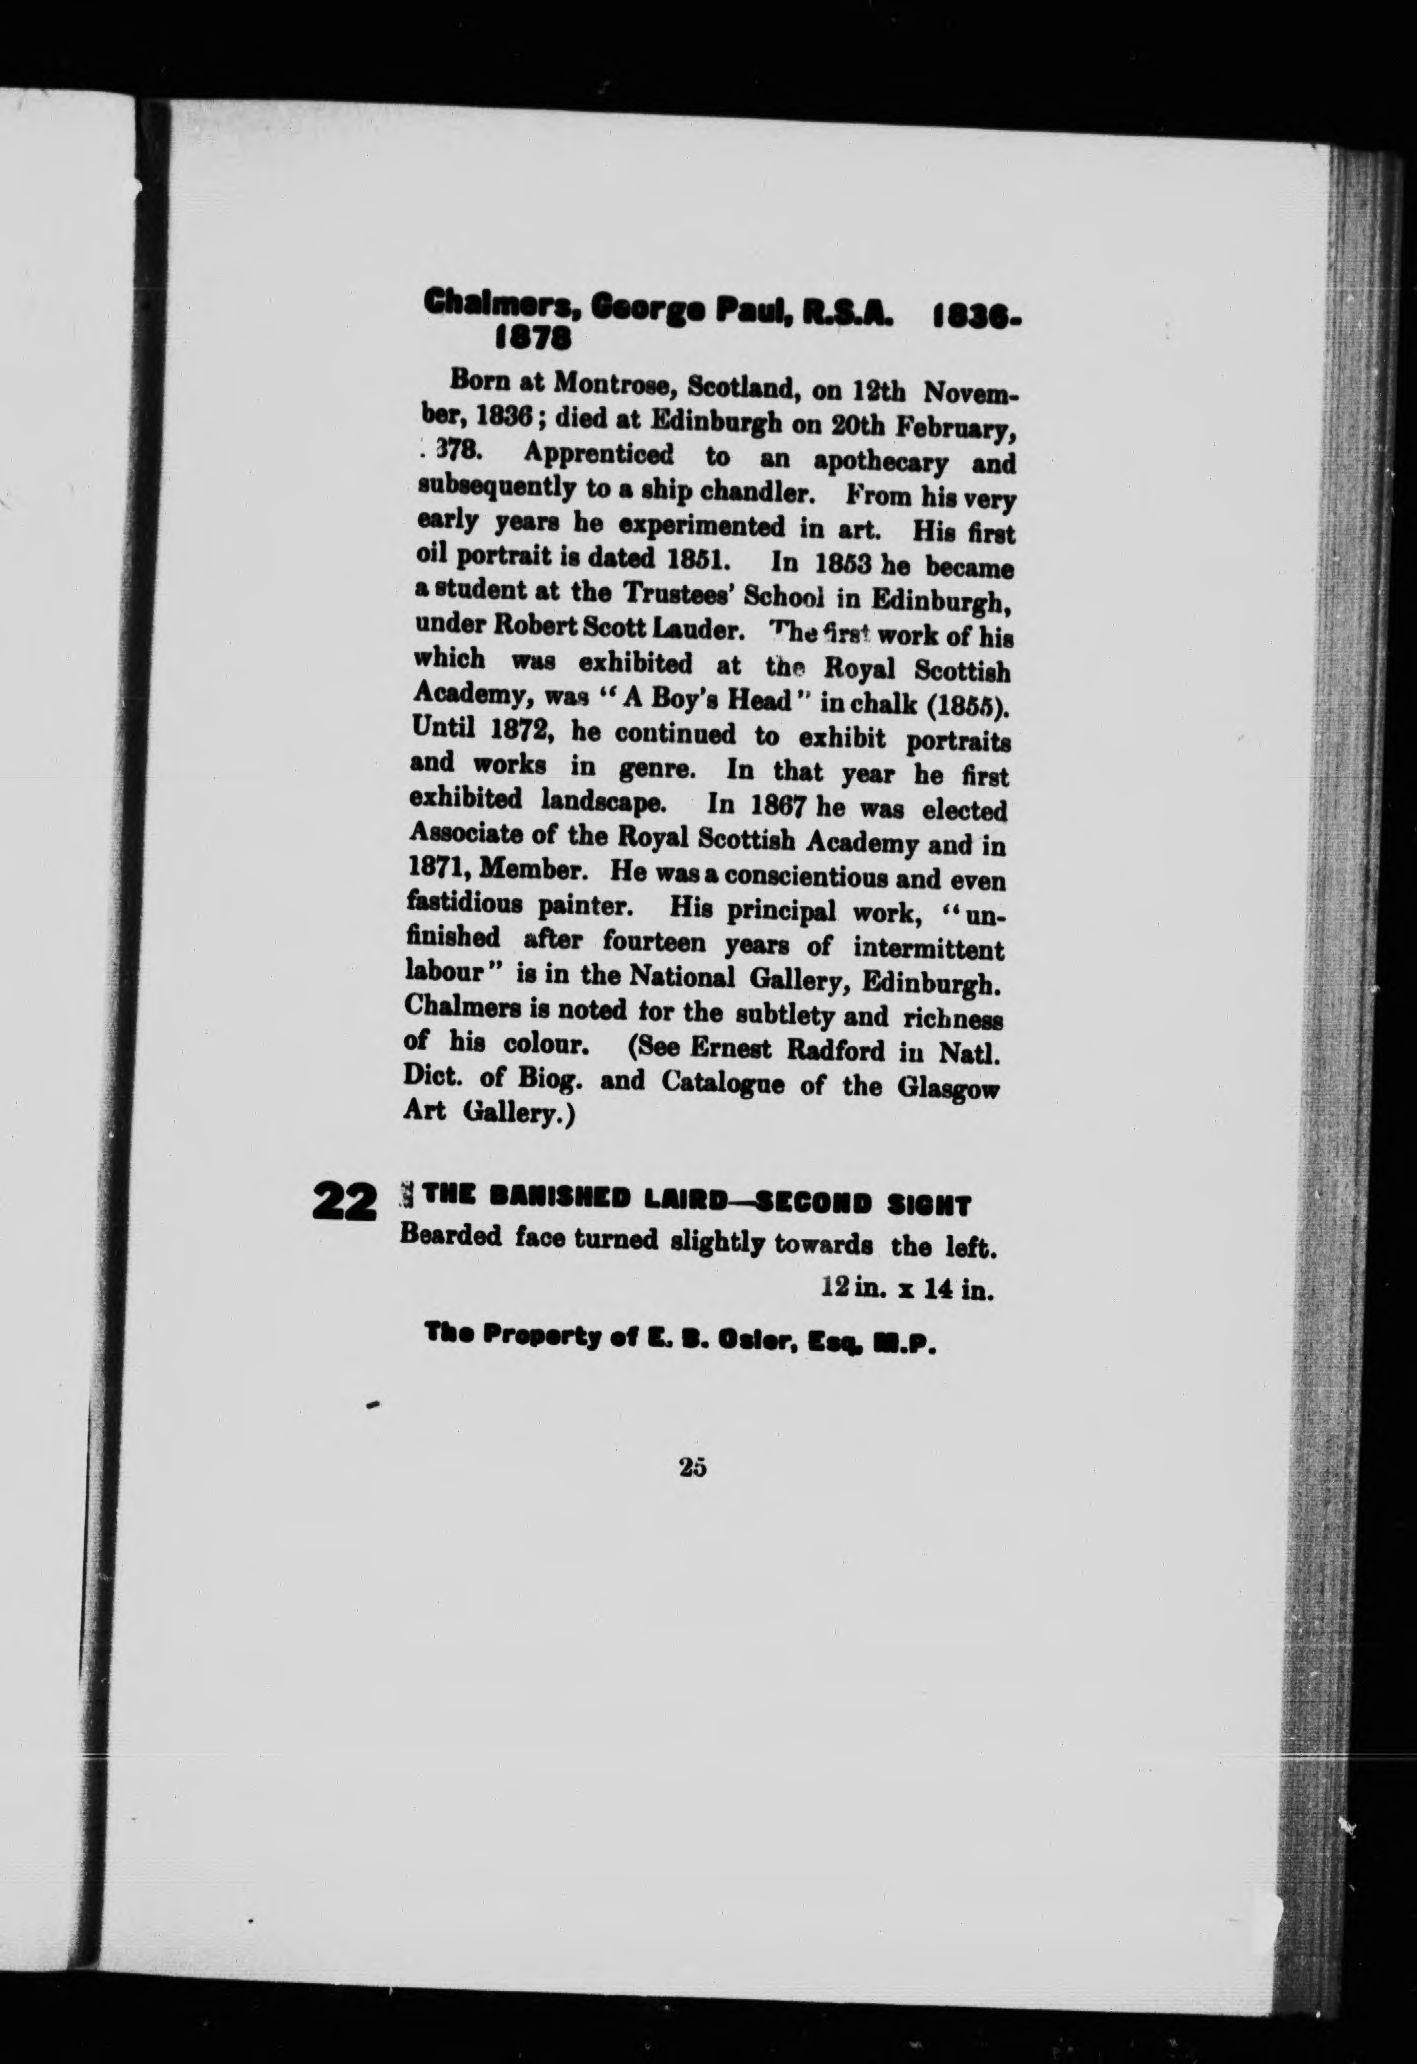 Chalmers, George Paul, R.S.A. 1836-
1878
Born at Montrose, Scotland, on 12th Novem-
ber, 1836; died at Edinburgh on 20th February,
378. Apprenticed to an apothecary and
subsequently to a ship chandler. From his very
early years he experimented in art. His first
oil portrait is dated 1851. In 1853 he became
a student at the Trustees' School in Edinburgh,
under Robert Scott Lauder. The first work of his
which was exhibited at the Royal Scottish
Academy, was "A Boy's Head" in chalk (1855).
Until 1872, he continued to exhibit portraits
and works in genre. In that year he first
exhibited landscape. In 1867 he was elected
Associate of the Royal Scottish Academy and in
1871, Member. He was a conscientious and even
fastidious painter. His principal work, "un-
finished after fourteen years of intermittent
labour" is in the National Gallery, Edinburgh.
Chalmers is noted for the subtlety and richness
of his colour. (See Ernest Radford in Natl.
Dict. of Biog. and Catalogue of the Glasgow
Art Gallery.)
22 THE BANISHED LAIRD—SECOND SIGHT
Bearded face turned slightly towards the left.
12 in. x 14 in.
The Property of E. B. Osler, Esq, M.P.
25